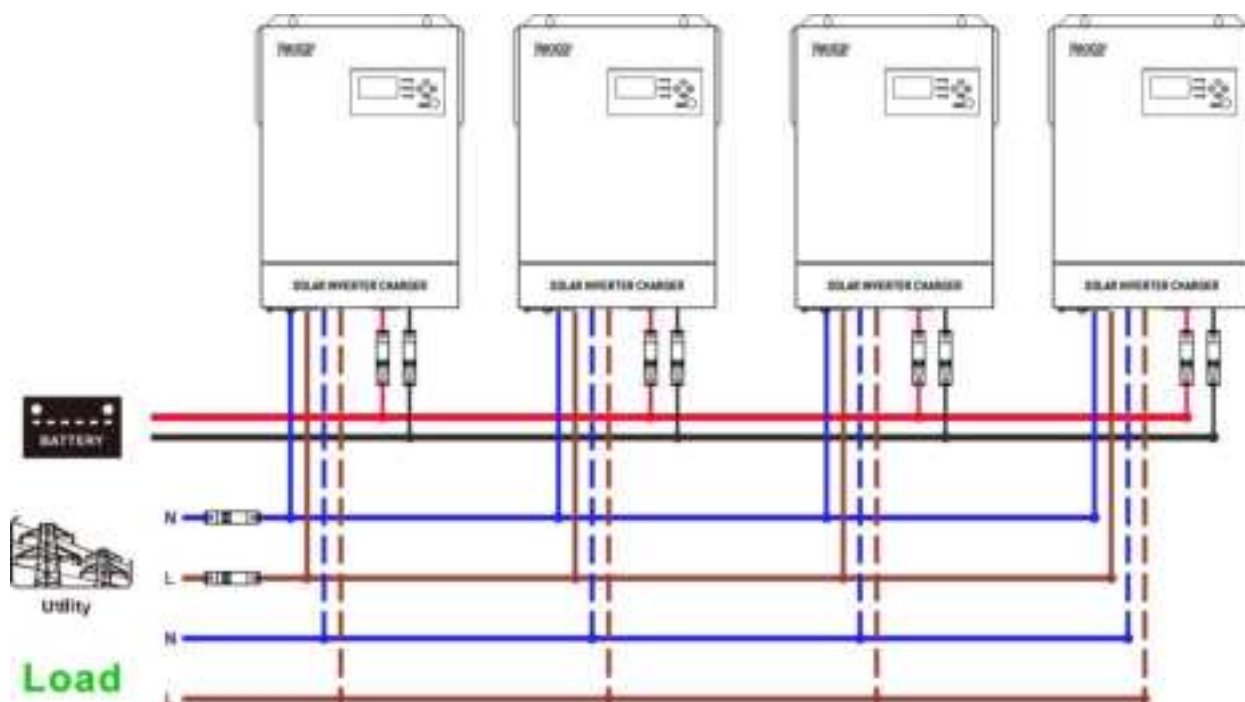 SOLAR INVERTER CHARGER
SOLAR INVERTER CHARGER
SOLAR INVERTER CHARGER
SOLAR INVERTER CHARGER
BATTERY
N
L
Utility
N
Load
L